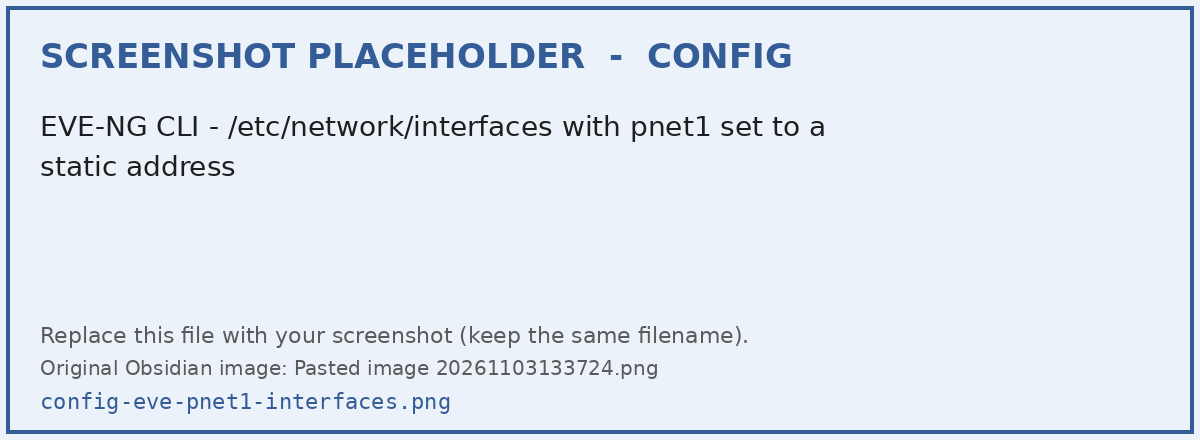 SCREENSHOT PLACEHOLDER - CONFIG
EVE-NG CLI - /etc/network/interfaces with pnet1 set to a
static address
Replace this file with your screenshot (keep the same filename).
Original Obsidian image: Pasted image 20261103133724.png
config-eve-pnet1-interfaces.png